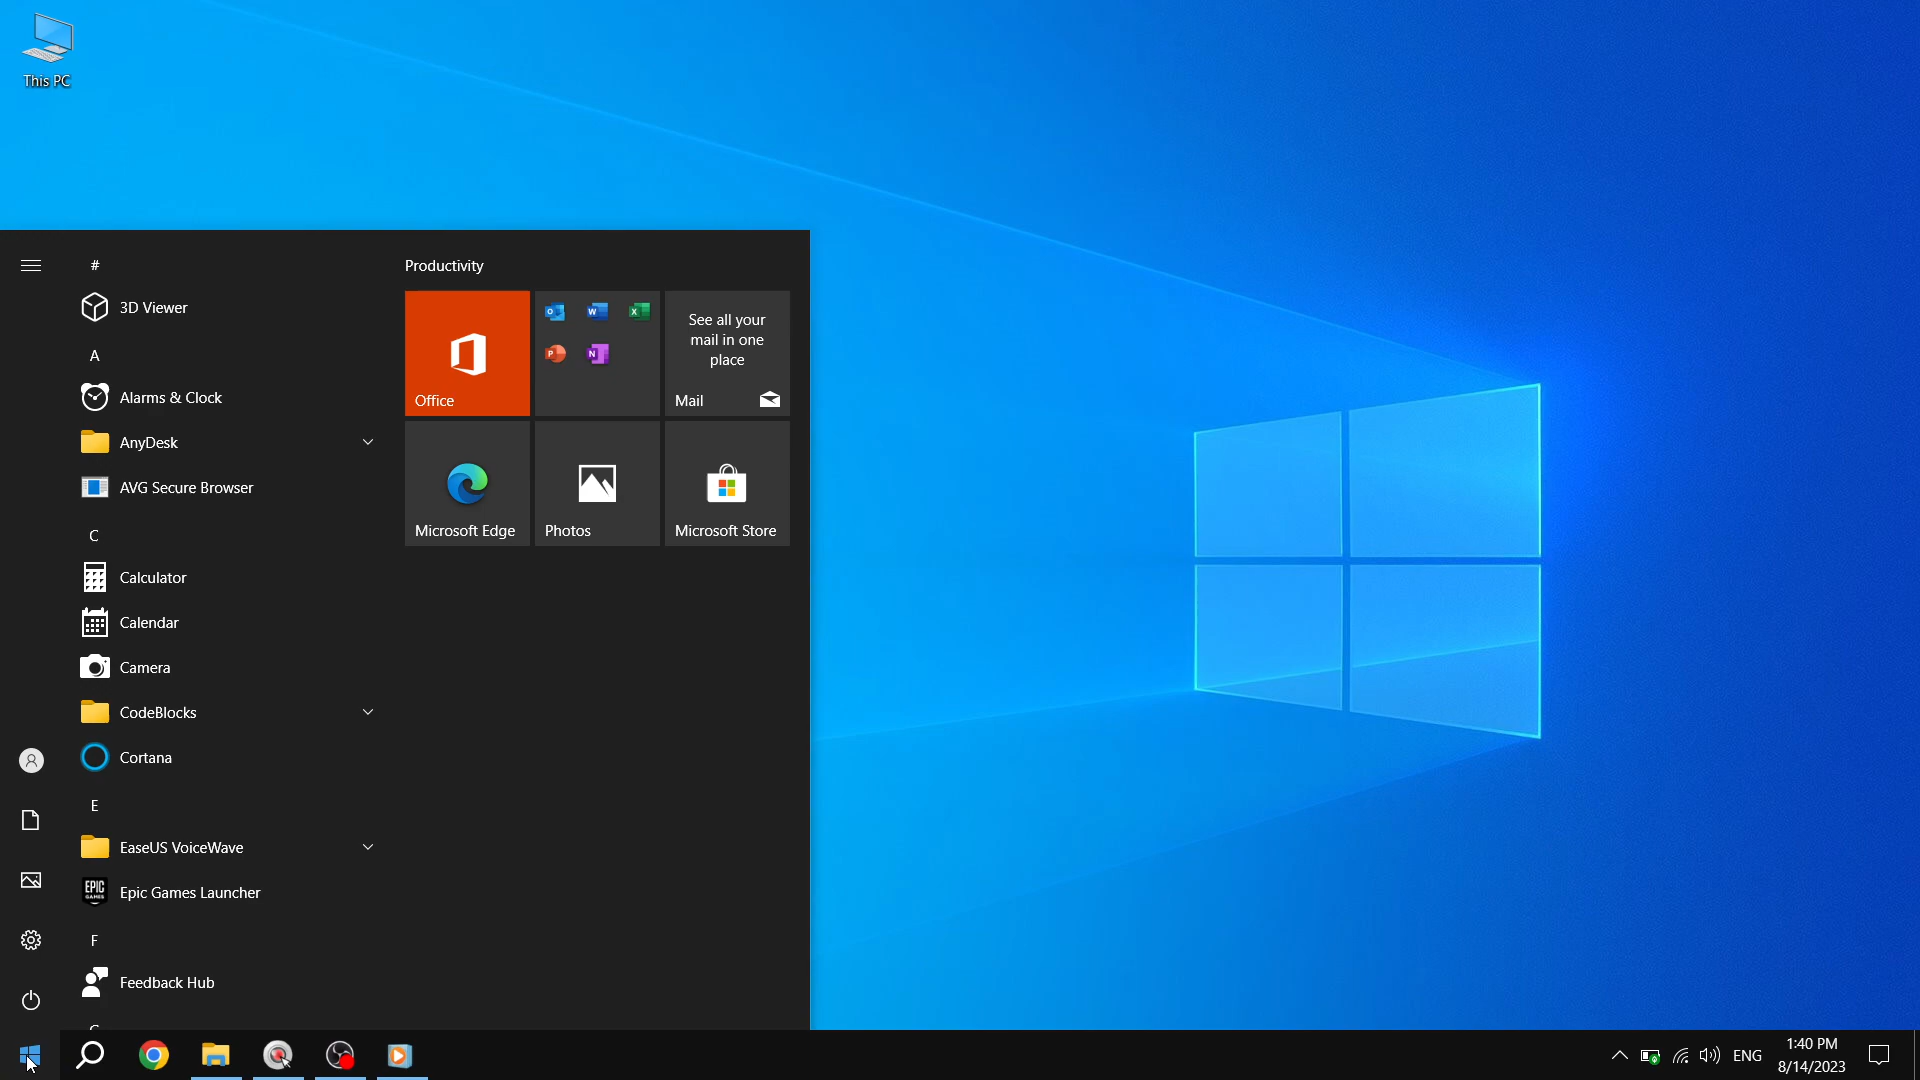 This PC
#
3D Viewer
A
Alarms & Clock
AnyDesk
AVG Secure Browser
C
Calculator
Calendar
Camera
CodeBlocks
Cortana
E
EaseUS VoiceWave
EPIC
GAMES
Epic Games Launcher
F
Feedback Hub
Productivity
Office
O
W
X
P
N
See all your
mail in one
place
Mail
Microsoft Edge
Photos
Microsoft Store
ENG
1:40 PM
8/14/2023